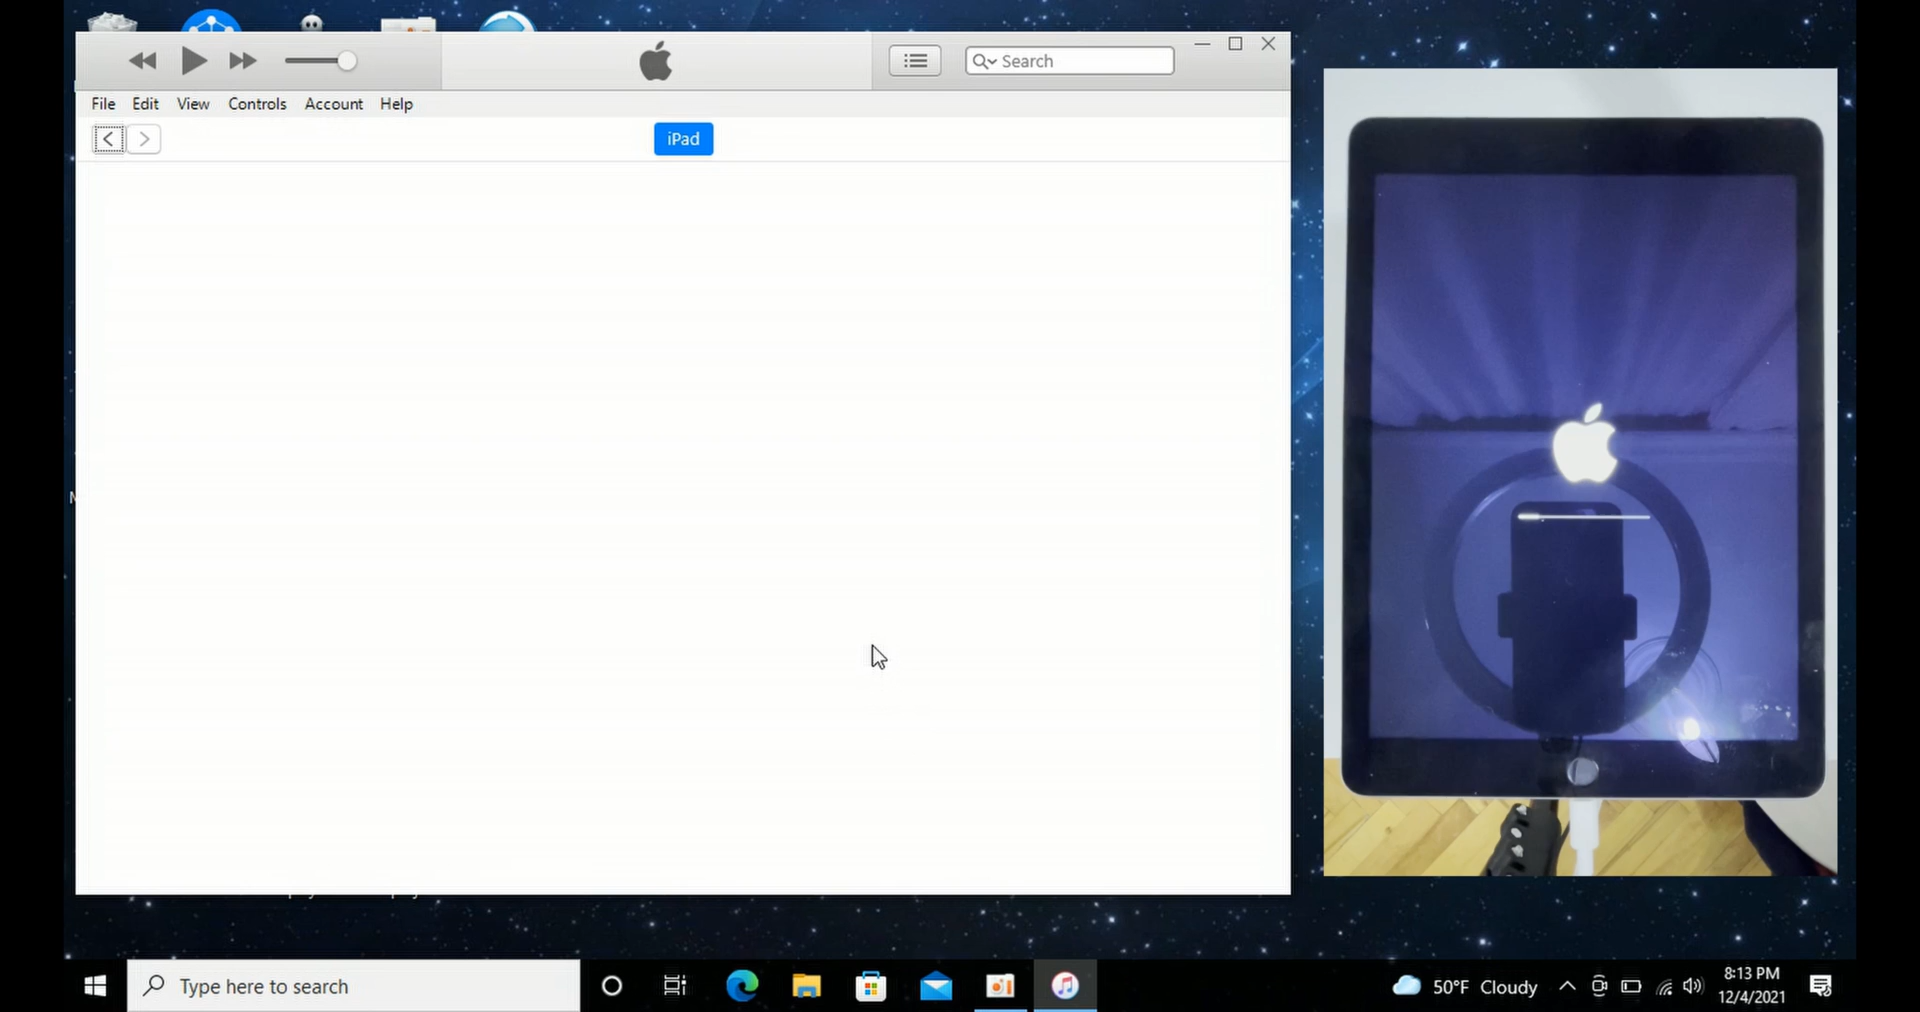 Search
File Edit View Controls Account Help
iPad
Type here to search
50°F Cloudy
8:13 PM
12/4/2021